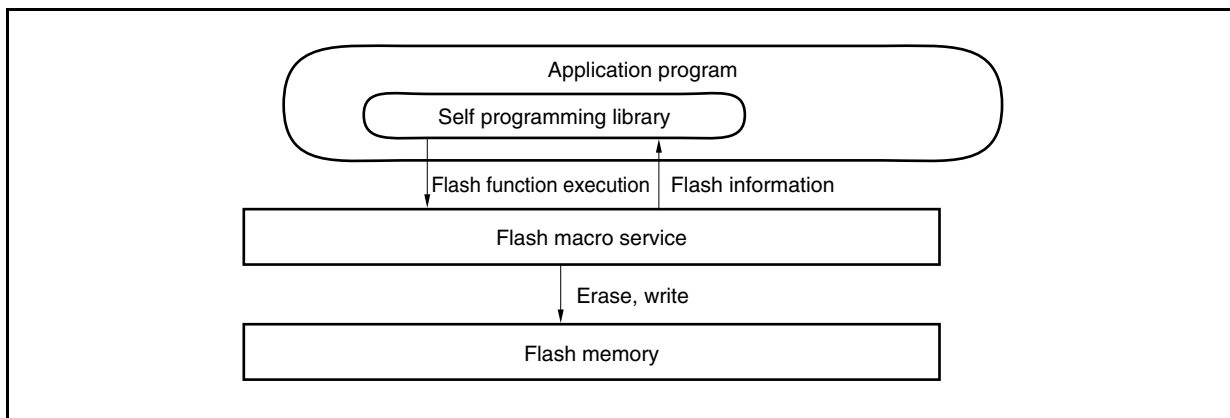 Application program
Self programming library
Flash function execution
Flash information
Flash macro service
Erase, write
Flash memory